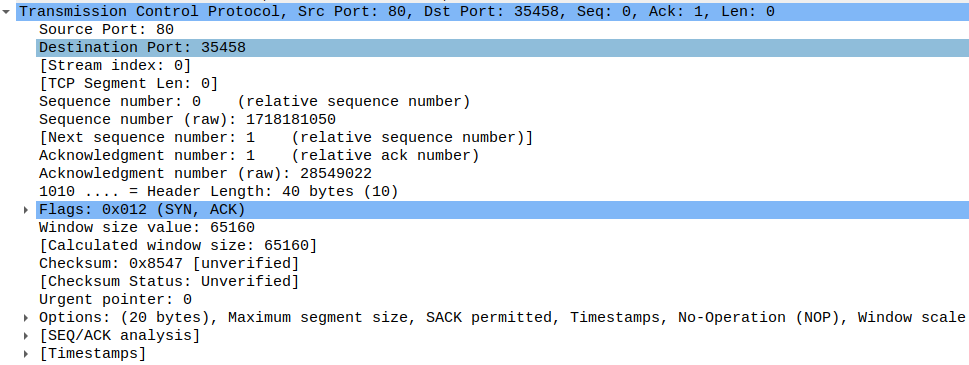 Transmission Control Protocol, Src Port: 80, Dst Port: 35458, Seq: 0, Ack: 1, Len: 0
Source Port: 80
Destination Port: 35458
[Stream index: 0]
[TCP Segment Len: 0]
Sequence number: 0    (relative sequence number)
Sequence number (raw): 1718181050
[Next sequence number: 1    (relative sequence number)]
Acknowledgment number: 1    (relative ack number)
Acknowledgment number (raw): 28549022
1010 .... = Header Length: 40 bytes (10)
Flags: 0x012 (SYN, ACK)
Window size value: 65160
[Calculated window size: 65160]
Checksum: 0x8547 [unverified]
[Checksum Status: Unverified]
Urgent pointer: 0
Options: (20 bytes), Maximum segment size, SACK permitted, Timestamps, No-Operation (NOP), Window scale
[SEQ/ACK analysis]
[Timestamps]